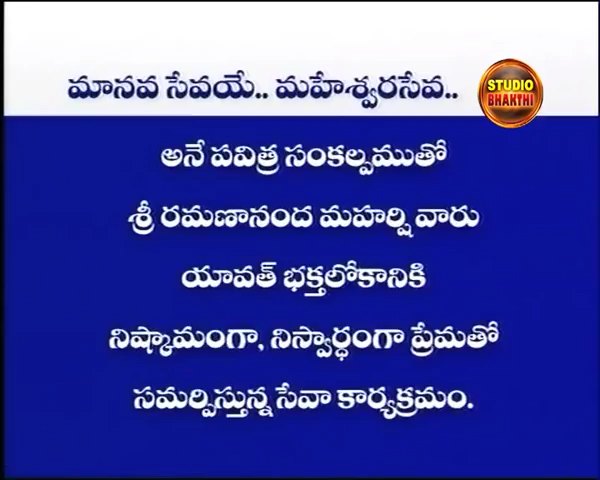 మానవ సేవయే.. మహేశ్వరసేవ..
STUDIO
BHAKTHI
అనే పవిత్ర సంకల్పముతో
శ్రీ రమణానంద మహర్షి వారు
యావత్ భక్తలోకానికి
నిష్కామంగా, నిస్వార్ధంగా ప్రేమతో
సమర్పిస్తున్న సేవా కార్యక్రమం.